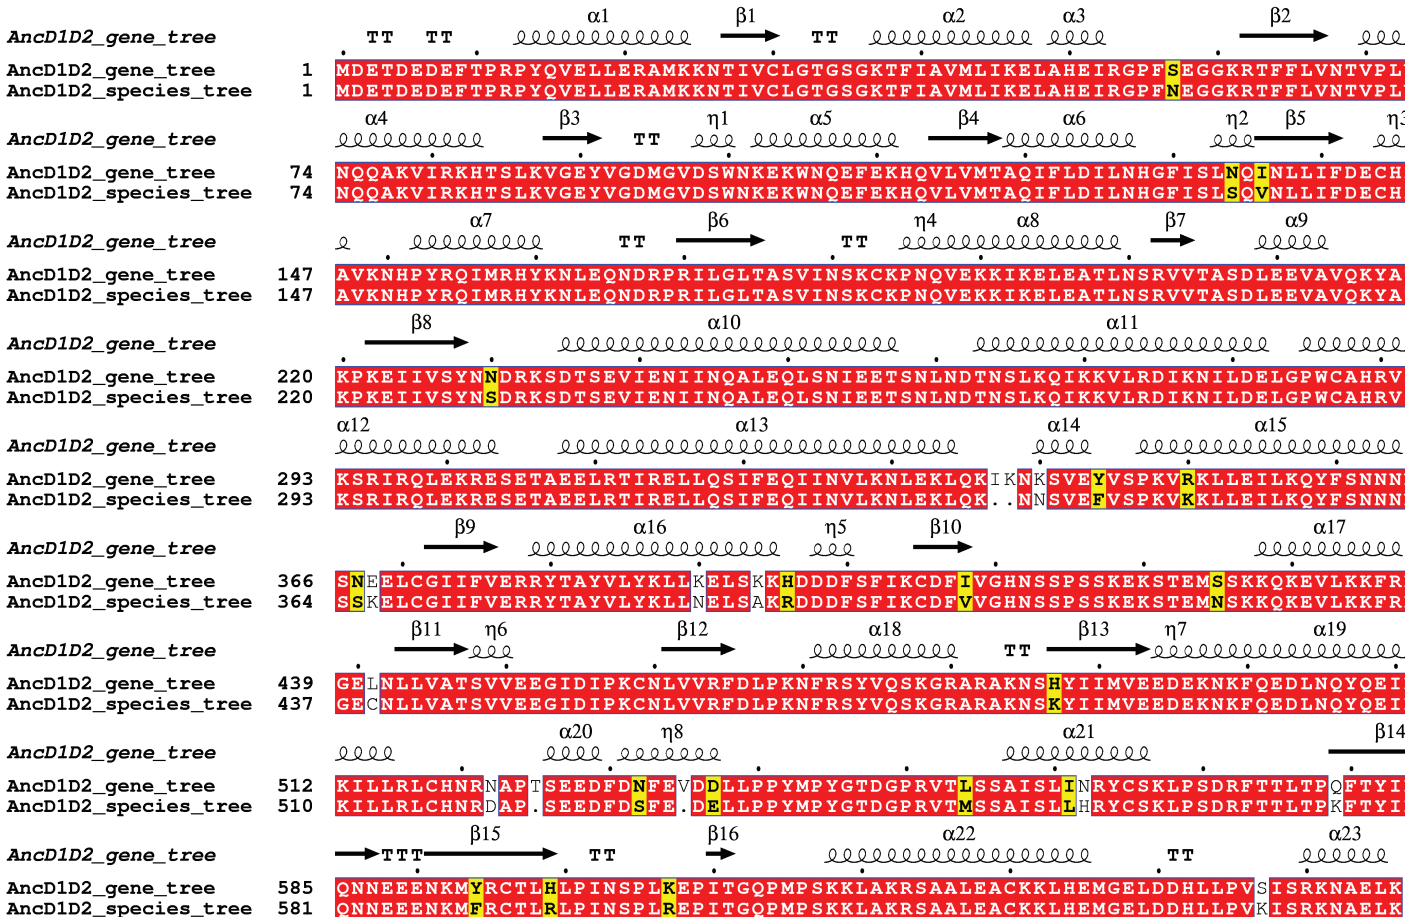 α1 β1 α2 α3 β2
AncD1D2_gene_tree TT TT TT
AncD1D2_gene_tree 1 MDETDEDEFTPRPYQVELLERAMKKNTIVCLGTGSGKTFIAVMLIKELAHEIRGPFSEGGKRTFFLVNTVPL
AncD1D2_species_tree 1 MDETDEDEFTPRPYQVELLERAMKKNTIVCLGTGSGKTFIAVMLIKELAHEIRGPFNEGGKRTFFLVNTVPL
α4 β3 η1 α5 β4 α6 η2 β5 η3
AncD1D2_gene_tree TT
AncD1D2_gene_tree 74 NQQAKVIRKHTSLKVGEYVGDMGVDSWNKEKWNQEFEKHQVLVMTAQIFLDILNHGFISLNQINLLIFDECH
AncD1D2_species_tree 74 NQQAKVIRKHTSLKVGEYVGDMGVDSWNKEKWNQEFEKHQVLVMTAQIFLDILNHGFISLSQVNLLIFDECH
α7 β6 η4 α8 β7 α9
AncD1D2_gene_tree TT TT
AncD1D2_gene_tree 147 AVKNHPYRQIMRHYKNLEQNDRPRILGLTASVINSKCKPNQVEKKIKELEATLNSRVVTASDLEEVAVQKYA
AncD1D2_species_tree 147 AVKNHPYRQIMRHYKNLEQNDRPRILGLTASVINSKCKPNQVEKKIKELEATLNSRVVTASDLEEVAVQKYA
β8 α10 α11
AncD1D2_gene_tree
AncD1D2_gene_tree 220 KPKEIIVSYNNDRKSDTSEVIENIINQALEQLSNIEETSNLNDTNSLKQIKKVLRDIKNILDELGPWCAHRV
AncD1D2_species_tree 220 KPKEIIVSYNSDRKSDTSEVIENIINQALEQLSNIEETSNLNDTNSLKQIKKVLRDIKNILDELGPWCAHRV
α12 α13 α14 α15
AncD1D2_gene_tree
AncD1D2_gene_tree 293 KSRIRQLEKRESETAEELRTIRELLQSIFEQIINVLKNLEKLQKIKNKSVEYVSPKVRKLLEILKQYFSNNN
AncD1D2_species_tree 293 KSRIRQLEKRESETAEELRTIRELLQSIFEQIINVLKNLEKLQK..NNSVEFVSPKVKKLLEILKQYFSNNN
β9 α16 η5 β10 α17
AncD1D2_gene_tree
AncD1D2_gene_tree 366 SNEELCGIIFVERRYTAYVLYKLLKELSKKHDDDFSFIKCDFIVGHNSSPSSKEKSTEMSSKKQKEVLKKFR
AncD1D2_species_tree 364 SSKELCGIIFVERRYTAYVLYKLLNELSAKRDDDFSFIKCDFVVGHNSSPSSKEKSTEMNSKKQKEVLKKFR
β11 η6 β12 α18 β13 η7 α19
AncD1D2_gene_tree TT
AncD1D2_gene_tree 439 GELNLLVATSVVEEGIDIPKCNLVVRFDLPKNFRSYVQSKGRARAKNSHYIIMVEEDEKNKFQEDLNQYQEI
AncD1D2_species_tree 437 GECNLLVATSVVEEGIDIPKCNLVVRFDLPKNFRSYVQSKGRARAKNSKYIIMVEEDEKNKFQEDLNQYQEI
α20 η8 α21 β14
AncD1D2_gene_tree
AncD1D2_gene_tree 512 KILLRLCHNRNAPTSEEDFDNFEVDDLLPPYMPYGTDGPRVTLSSAISLINRYCSKLPSDRFTTLTPQFTYI
AncD1D2_species_tree 510 KILLRLCHNRDAP.SEEDFDSFE.DELLPPYMPYGTDGPRVTMSSAISLLHRYCSKLPSDRFTTLTPKFTYI
β15 β16 α22 α23
AncD1D2_gene_tree TTT TT TT
AncD1D2_gene_tree 585 QNNEEENKMYRCTLHLPINSPLKEPITGQPMPSKKLAKRSAALEACKKLHEMGELDDHLLPVSISRKNAELK
AncD1D2_species_tree 581 QNNEEENKMFRCTLRLPINSPLREPITGQPMPSKKLAKRSAALEACKKLHEMGELDDHLLPVKISRKNAELK